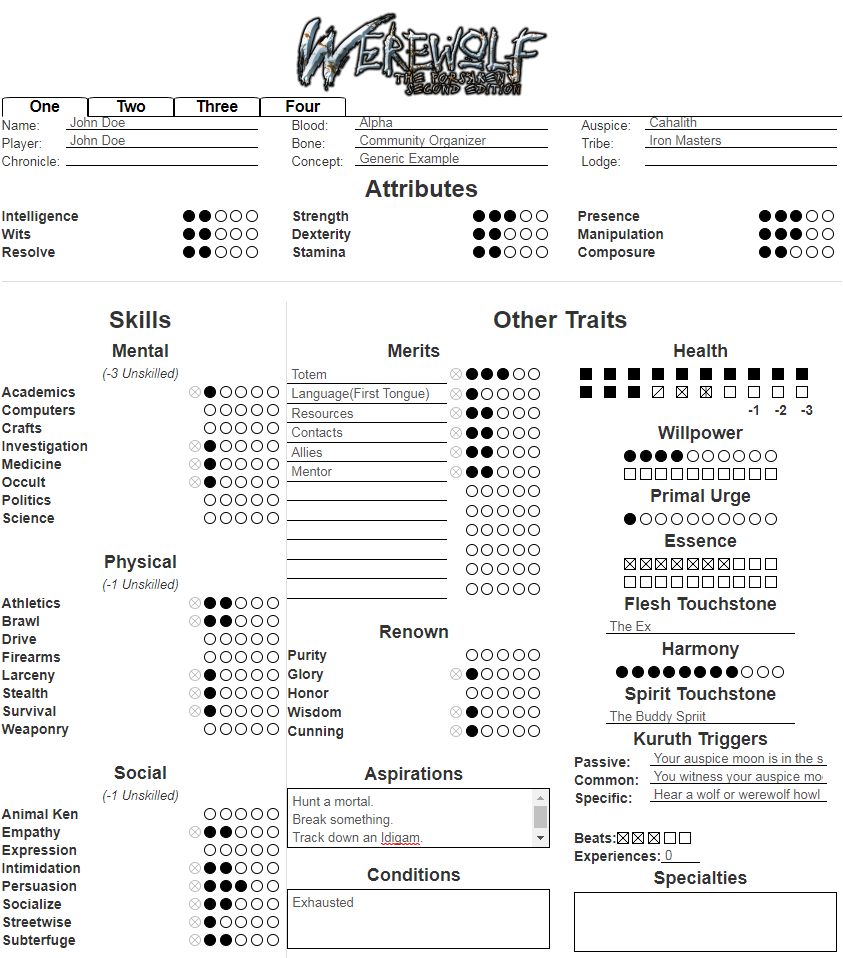 WEREWOLF
THE FORSAKEN
SECOND EDITION
One Two Three Four
Name: John Doe Blood: Alpha Auspice: Cahalith
Player: John Doe Bone: Community Organizer Tribe: Iron Masters
Chronicle: Concept: Generic Example Lodge:
Attributes
Intelligence Strength Presence
Wits Dexterity Manipulation
Resolve Stamina Composure
Skills
Mental
(-3 Unskilled)
Academics
Computers
Crafts
Investigation
Medicine
Occult
Politics
Science
Physical
(-1 Unskilled)
Athletics
Brawl
Drive
Firearms
Larceny
Stealth
Survival
Weaponry
Social
(-1 Unskilled)
Animal Ken
Empathy
Expression
Intimidation
Persuasion
Socialize
Streetwise
Subterfuge
Other Traits
Merits
Totem
Language(First Tongue)
Resources
Contacts
Allies
Mentor
Renown
Purity
Glory
Honor
Wisdom
Cunning
Aspirations
Hunt a mortal.
Break something.
Track down an Idigam.
Conditions
Exhausted
Health
-1 -2 -3
Willpower
Primal Urge
Essence
Flesh Touchstone
The Ex
Harmony
Spirit Touchstone
The Buddy Spriit
Kuruth Triggers
Passive: Your auspice moon is in the s
Common: You witness your auspice mo
Specific: Hear a wolf or werewolf howl
Beats:
Experiences: 0
Specialties